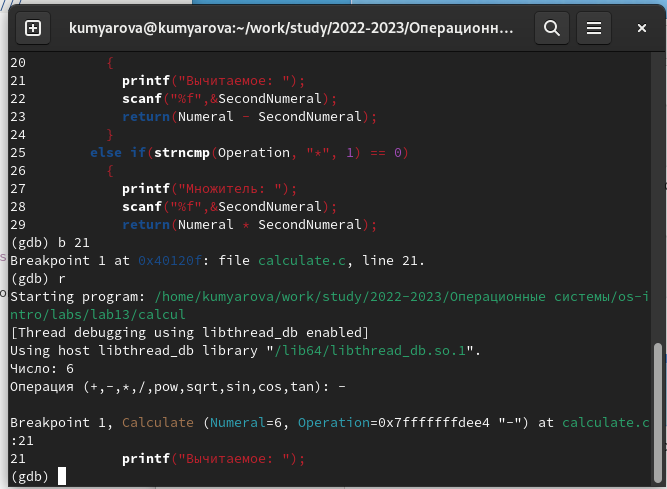 kumyarova@kumyarova:~/work/study/2022-2023/Операционн...
20 {
21 printf("Вычитаемое: ");
22 scanf("%f",&SecondNumeral);
23 return(Numeral - SecondNumeral);
24 }
25 else if(strncmp(Operation, "*", 1) == 0)
26 {
27 printf("Множитель: ");
28 scanf("%f",&SecondNumeral);
29 return(Numeral * SecondNumeral);
(gdb) b 21
Breakpoint 1 at 0x40120f: file calculate.c, line 21.
(gdb) r
Starting program: /home/kumyarova/work/study/2022-2023/Операционные системы/os-i
ntro/labs/lab13/calcul
[Thread debugging using libthread_db enabled]
Using host libthread_db library "/lib64/libthread_db.so.1".
Число: 6
Операция (+,-,*,/,pow,sqrt,sin,cos,tan): -
Breakpoint 1, Calculate (Numeral=6, Operation=0x7fffffffdee4 "-") at calculate.c
:21
21 printf("Вычитаемое: ");
(gdb)